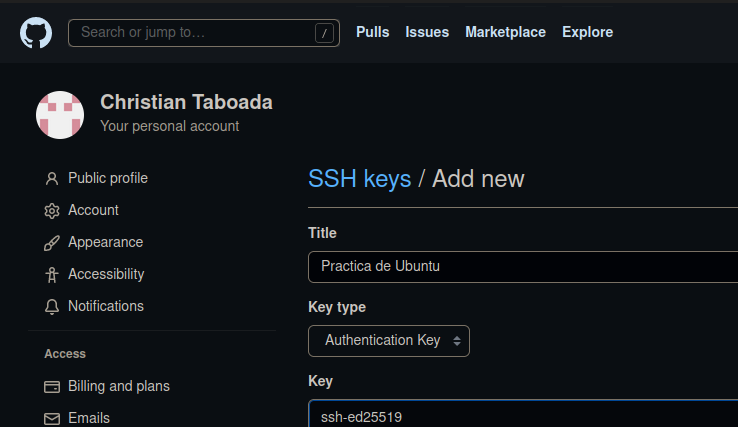 Search or jump to… /
Pulls Issues Marketplace Explore
Christian Taboada
Your personal account
Public profile
Account
Appearance
Accessibility
Notifications
Access
Billing and plans
Emails
SSH keys / Add new
Title
Practica de Ubuntu
Key type
Authentication Key
Key
ssh-ed25519